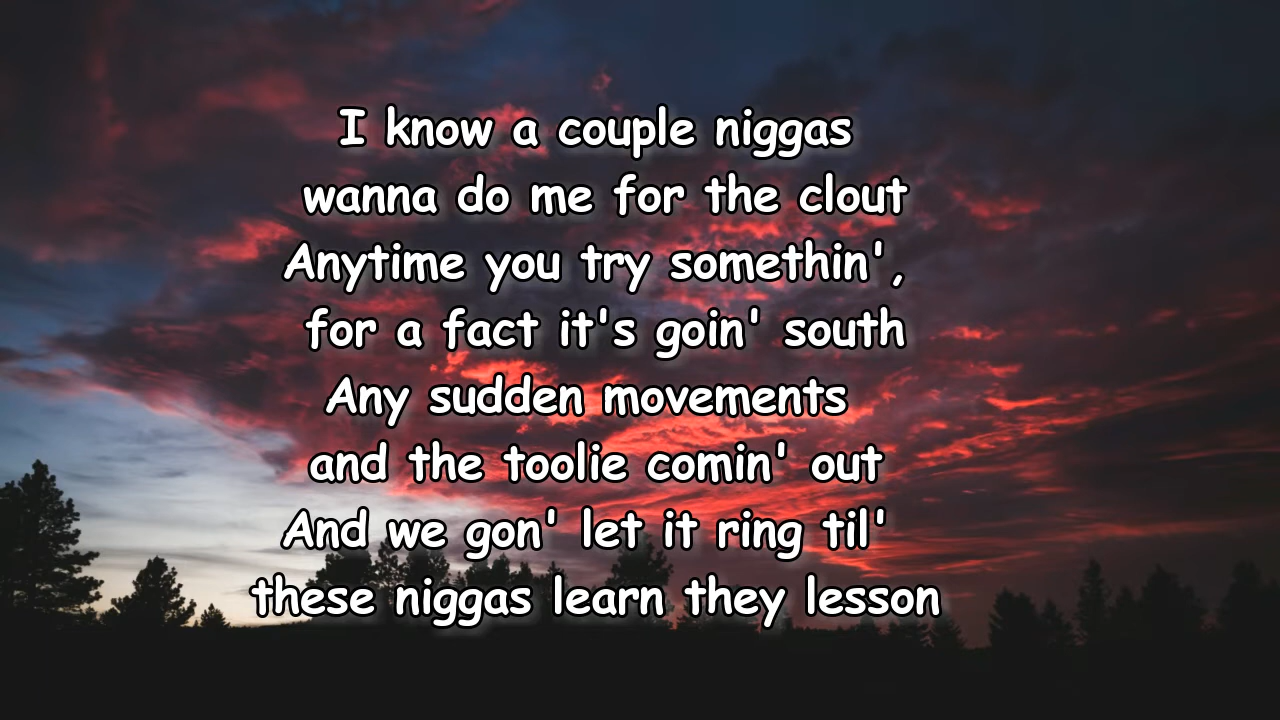 I know a couple niggas
wanna do me for the clout
Anytime you try somethin',
for a fact it's goin' south
Any sudden movements
and the toolie comin' out
And we gon' let it ring til'
these niggas learn they lesson